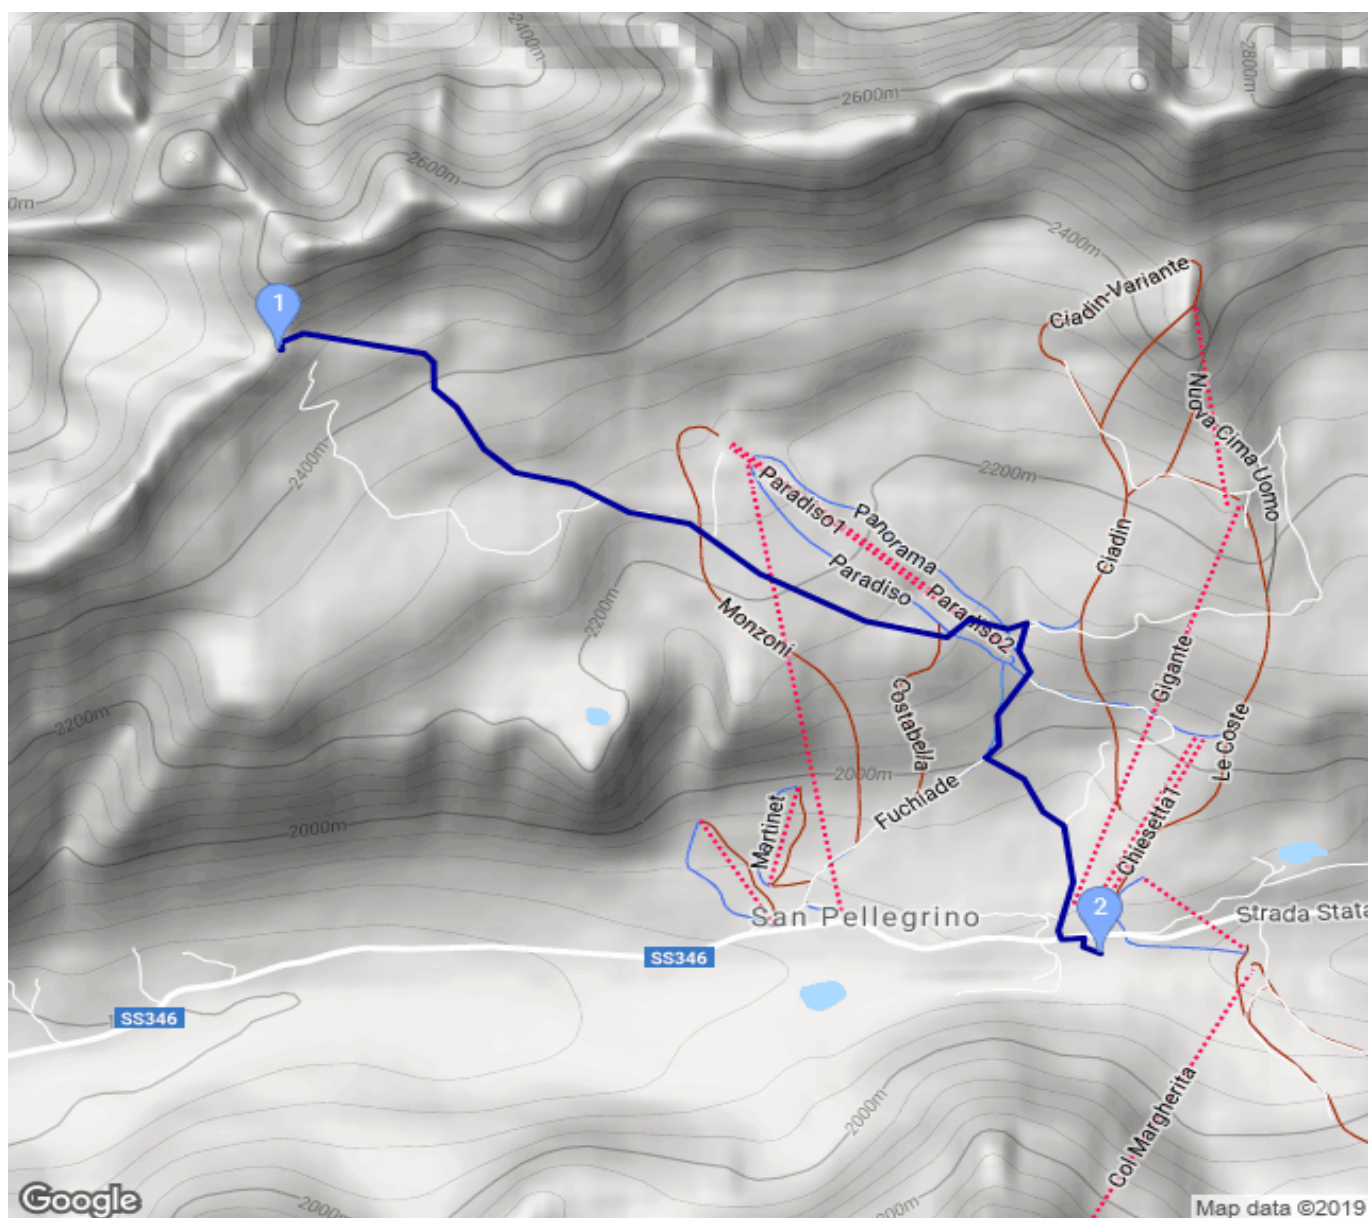 2400m
2600m
2800m
2600m
0m
2400m
Ciadin-Variante
1
Nuova Cima Uomo
2400m
2200m
Paradiso1
Panorama
Ciadin
Paradiso
Paradiso2
2200m
Monzoni
Gigante
Costabella
Le Coste
2200m
2000m
Fuchiade
Chiesetta1
2000m
Martinet
2
San Pellegrino
Strada Stata
SS346
SS346
2000m
Col Margherita
Google
2000m
Map data ©2019